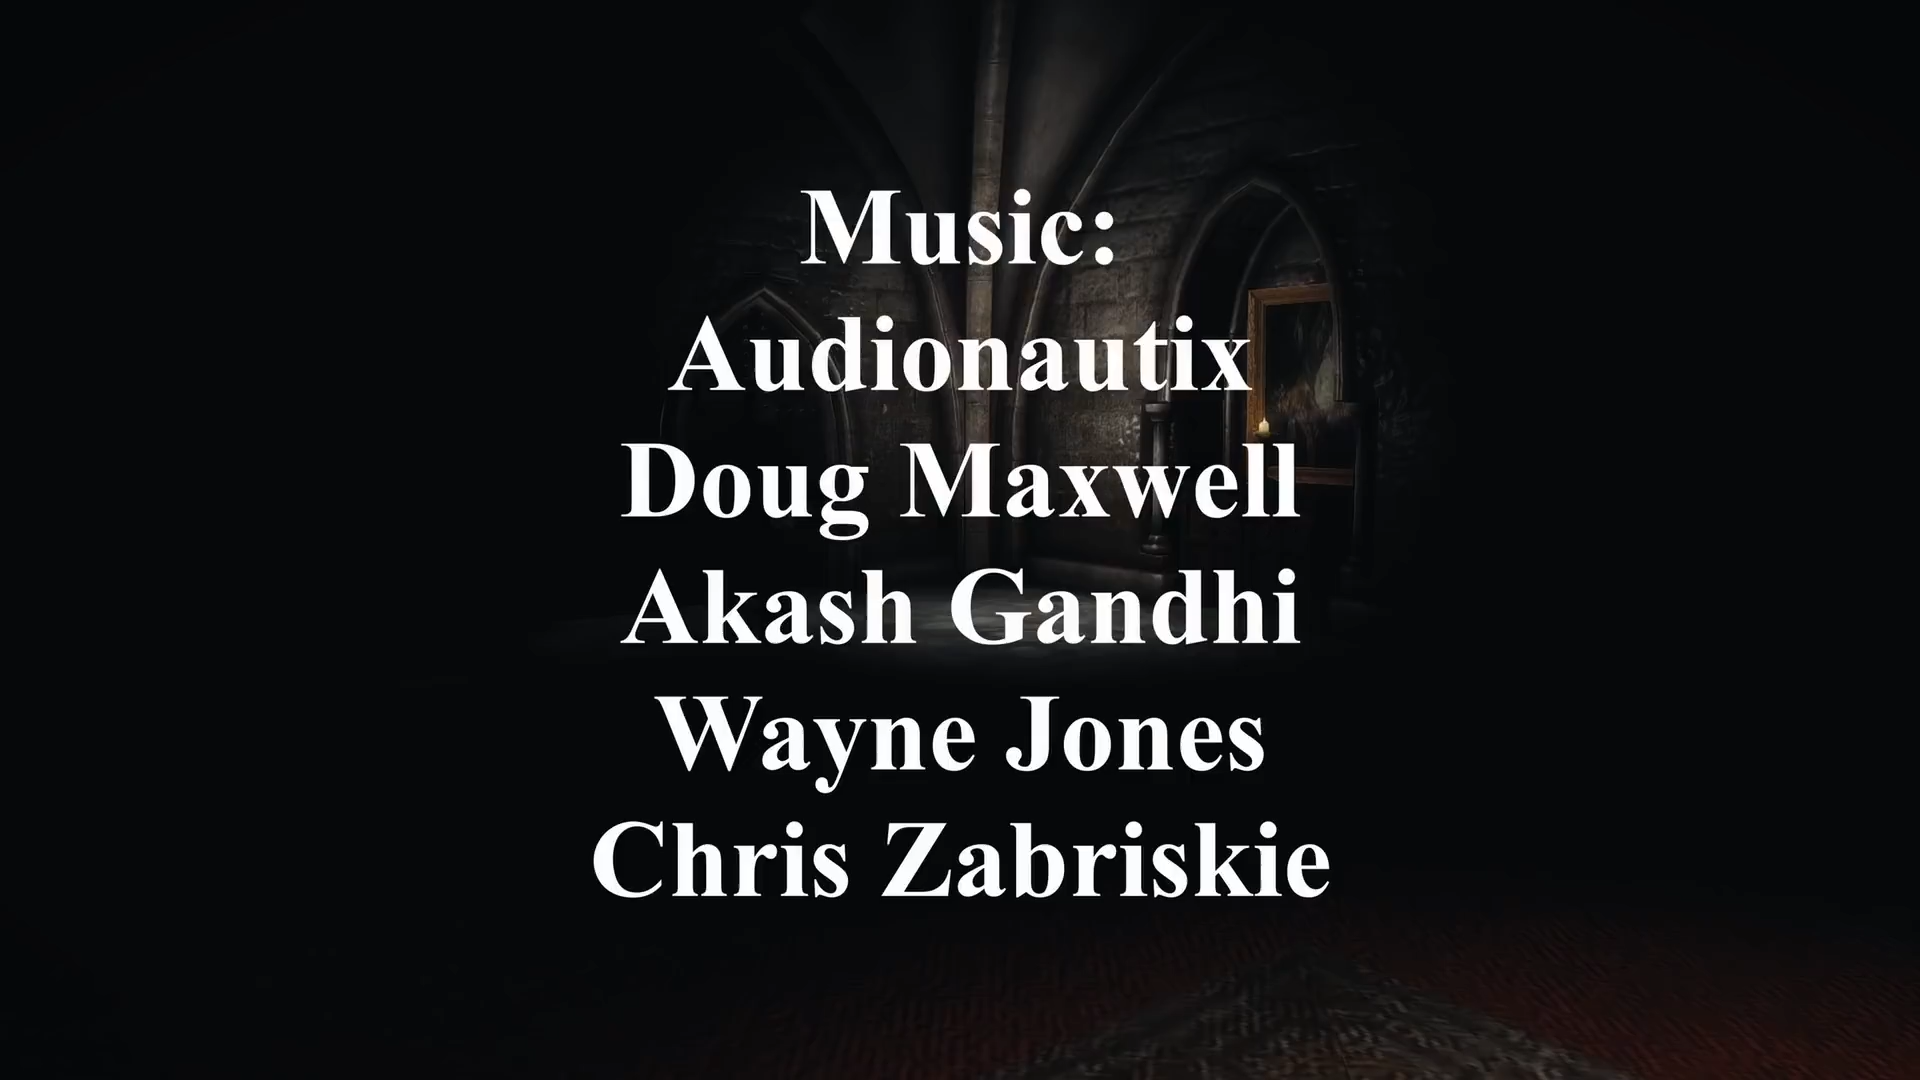 Music:
Audionautix
Doug Maxwell
Akash Gandhi
Wayne Jones
Chris Zabriskie